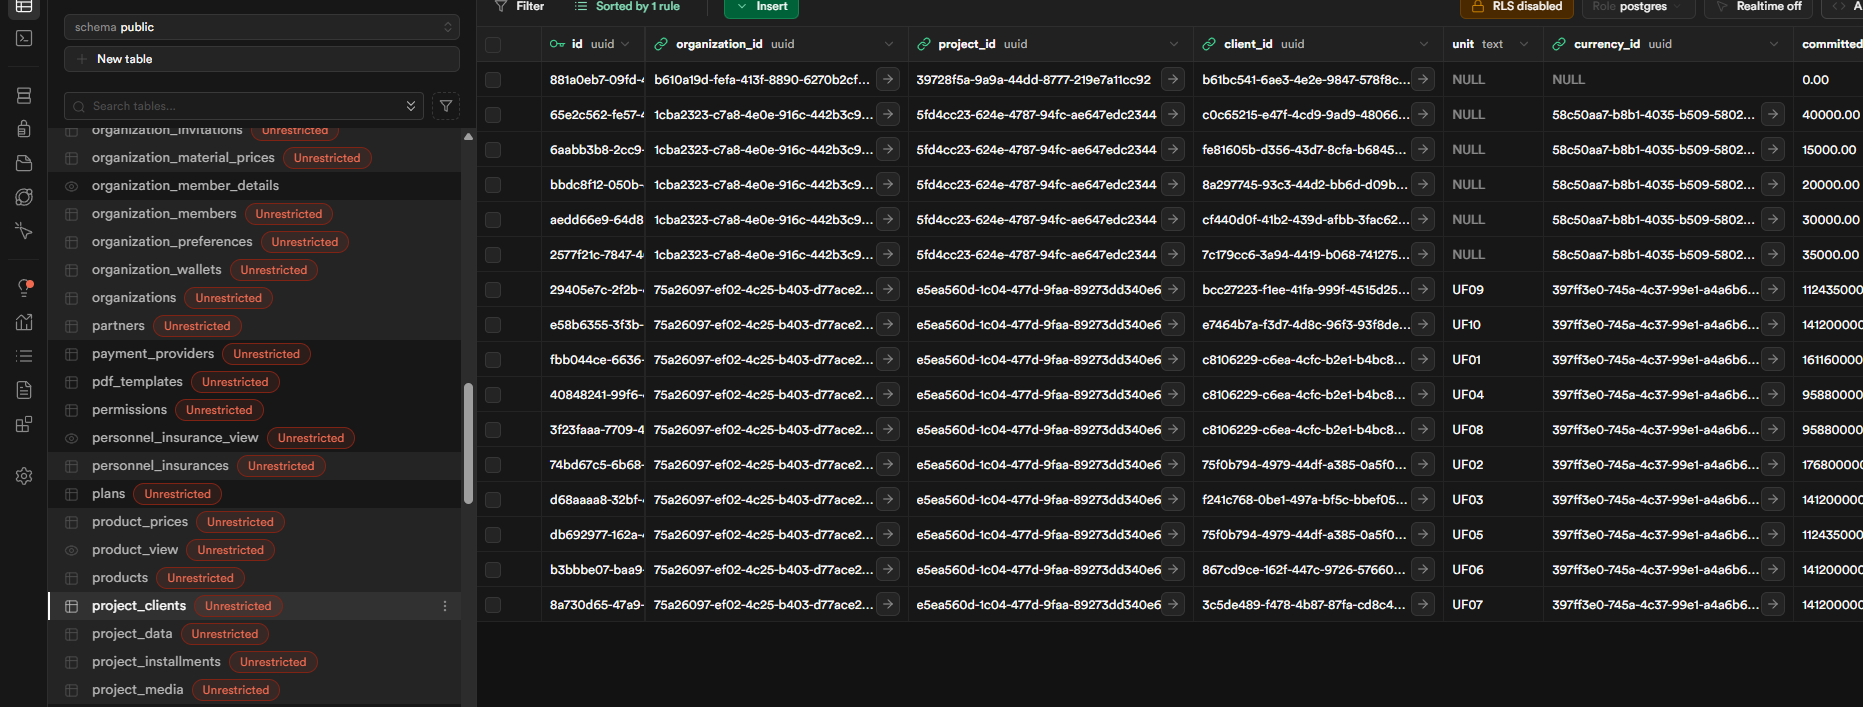 schema public
New table
Search tables...
organization_invitations Unrestricted
organization_material_prices Unrestricted
organization_member_details
organization_members Unrestricted
organization_preferences Unrestricted
organization_wallets Unrestricted
organizations Unrestricted
partners Unrestricted
payment_providers Unrestricted
pdf_templates Unrestricted
permissions Unrestricted
personnel_insurance_view Unrestricted
personnel_insurances Unrestricted
plans Unrestricted
product_prices Unrestricted
product_view Unrestricted
products Unrestricted
project_clients Unrestricted
project_data Unrestricted
project_installments Unrestricted
project_media Unrestricted
Filter Sorted by 1 rule Insert RLS disabled Role postgres Realtime off
id uuid organization_id uuid project_id uuid client_id uuid unit text currency_id uuid committed
881a0eb7-09fd- b610a19d-fefa-413f-8890-6270b2cf... 39728f5a-9a9a-44dd-8777-219e7a11cc92 b61bc541-6ae3-4e2e-9847-578f8c... NULL NULL 0.00
65e2c562-fe57- 1cba2323-c7a8-4e0e-916c-442b3c9... 5fd4cc23-624e-4787-94fc-ae647edc2344 c0c65215-e47f-4cd9-9ad9-48066... NULL 58c50aa7-b8b1-4035-b509-5802... 40000.00
6aabb3b8-2cc9- 1cba2323-c7a8-4e0e-916c-442b3c9... 5fd4cc23-624e-4787-94fc-ae647edc2344 fe81605b-d356-43d7-8cfa-b6845... NULL 58c50aa7-b8b1-4035-b509-5802... 15000.00
bbdc8f12-050b- 1cba2323-c7a8-4e0e-916c-442b3c9... 5fd4cc23-624e-4787-94fc-ae647edc2344 8a297745-93c3-44d2-bb6d-d09b... NULL 58c50aa7-b8b1-4035-b509-5802... 20000.00
aedd66e9-64d8 1cba2323-c7a8-4e0e-916c-442b3c9... 5fd4cc23-624e-4787-94fc-ae647edc2344 cf440d0f-41b2-439d-afbb-3fac62... NULL 58c50aa7-b8b1-4035-b509-5802... 30000.00
2577f21c-7847-4 1cba2323-c7a8-4e0e-916c-442b3c9... 5fd4cc23-624e-4787-94fc-ae647edc2344 7c179cc6-3a94-4419-b068-741275... NULL 58c50aa7-b8b1-4035-b509-5802... 35000.00
29405e7c-2f2b- 75a26097-ef02-4c25-b403-d77ace2... e5ea560d-1c04-477d-9faa-89273dd340e6 bcc27223-f1ee-41fa-999f-4515d25... UF09 397ff3e0-745a-4c37-99e1-a4a6b6... 112435000
e58b6355-3f3b- 75a26097-ef02-4c25-b403-d77ace2... e5ea560d-1c04-477d-9faa-89273dd340e6 e7464b7a-f3d7-4d8c-96f3-93f8de... UF10 397ff3e0-745a-4c37-99e1-a4a6b6... 141200000
fbb044ce-6636- 75a26097-ef02-4c25-b403-d77ace2... e5ea560d-1c04-477d-9faa-89273dd340e6 c8106229-c6ea-4cfc-b2e1-b4bc8... UF01 397ff3e0-745a-4c37-99e1-a4a6b6... 161160000
40848241-99f6- 75a26097-ef02-4c25-b403-d77ace2... e5ea560d-1c04-477d-9faa-89273dd340e6 c8106229-c6ea-4cfc-b2e1-b4bc8... UF04 397ff3e0-745a-4c37-99e1-a4a6b6... 95880000
3f23faaa-7709-4 75a26097-ef02-4c25-b403-d77ace2... e5ea560d-1c04-477d-9faa-89273dd340e6 c8106229-c6ea-4cfc-b2e1-b4bc8... UF08 397ff3e0-745a-4c37-99e1-a4a6b6... 95880000
74bd67c5-6b68- 75a26097-ef02-4c25-b403-d77ace2... e5ea560d-1c04-477d-9faa-89273dd340e6 75f0b794-4979-44df-a385-0a5f0... UF02 397ff3e0-745a-4c37-99e1-a4a6b6... 176800000
d68aaaa8-32bf- 75a26097-ef02-4c25-b403-d77ace2... e5ea560d-1c04-477d-9faa-89273dd340e6 f241c768-0be1-497a-bf5c-bbef05... UF03 397ff3e0-745a-4c37-99e1-a4a6b6... 141200000
db692977-162a- 75a26097-ef02-4c25-b403-d77ace2... e5ea560d-1c04-477d-9faa-89273dd340e6 75f0b794-4979-44df-a385-0a5f0... UF05 397ff3e0-745a-4c37-99e1-a4a6b6... 112435000
b3bbbe07-baa9- 75a26097-ef02-4c25-b403-d77ace2... e5ea560d-1c04-477d-9faa-89273dd340e6 867cd9ce-162f-447c-9726-57660... UF06 397ff3e0-745a-4c37-99e1-a4a6b6... 141200000
8a730d65-47a9- 75a26097-ef02-4c25-b403-d77ace2... e5ea560d-1c04-477d-9faa-89273dd340e6 3c5de489-f478-4b87-87fa-cd8c4... UF07 397ff3e0-745a-4c37-99e1-a4a6b6... 141200000